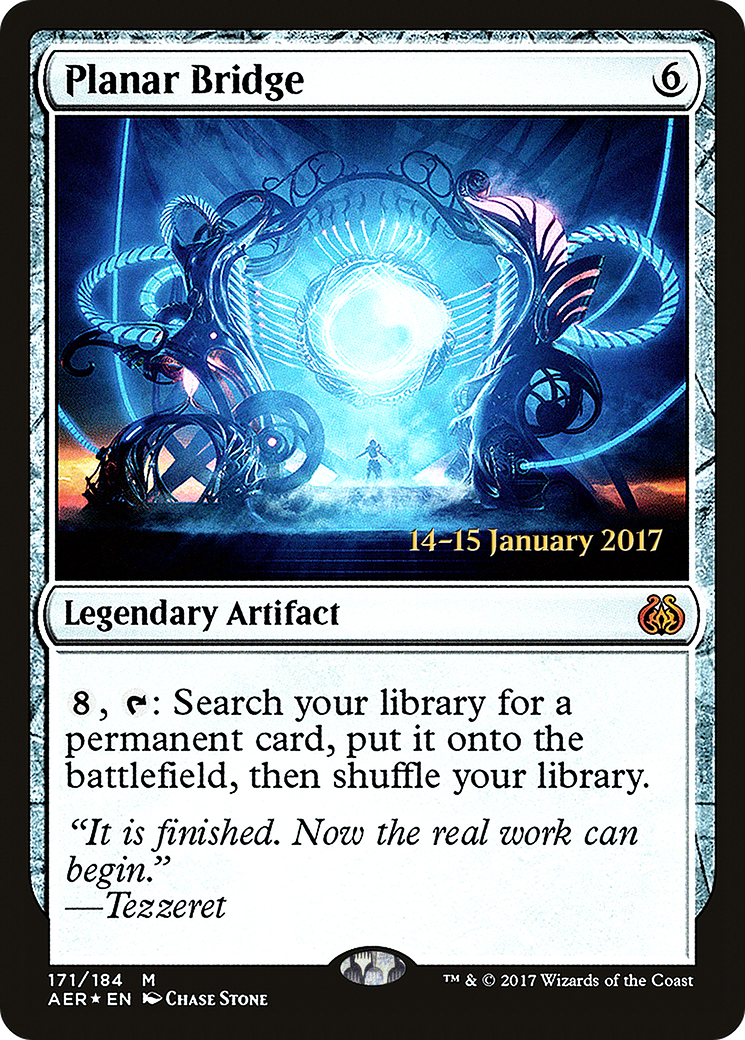 Planar Bridge 6
14–15 January 2017
Legendary Artifact
8, : Search your library for a
permanent card, put it onto the
battlefield, then shuffle your library.
“It is finished. Now the real work can
begin.”
—Tezzeret
171/184 M
AER★EN Chase Stone
™ & © 2017 Wizards of the Coast